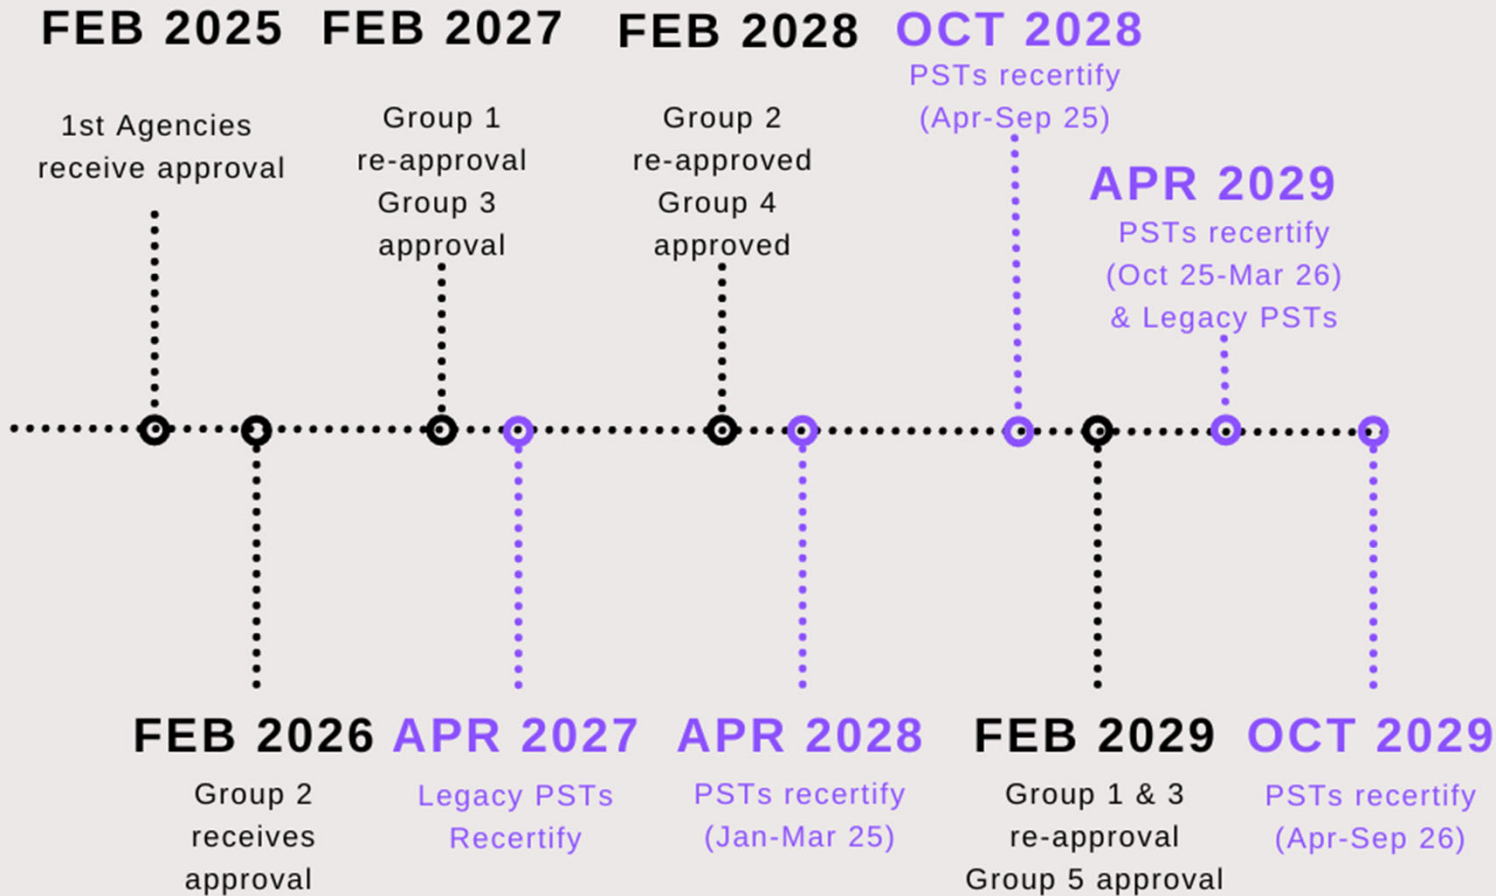 FEB 2025
1st Agencies
receive approval
FEB 2027
Group 1
re-approval
Group 3
approval
FEB 2028
Group 2
re-approved
Group 4
approved
OCT 2028
PSTs recertify
(Apr-Sep 25)
APR 2029
PSTs recertify
(Oct 25-Mar 26)
& Legacy PSTs
FEB 2026
Group 2
receives
approval
APR 2027
Legacy PSTs
Recertify
APR 2028
PSTs recertify
(Jan-Mar 25)
FEB 2029
Group 1 & 3
re-approval
Group 5 approval
OCT 2029
PSTs recertify
(Apr-Sep 26)